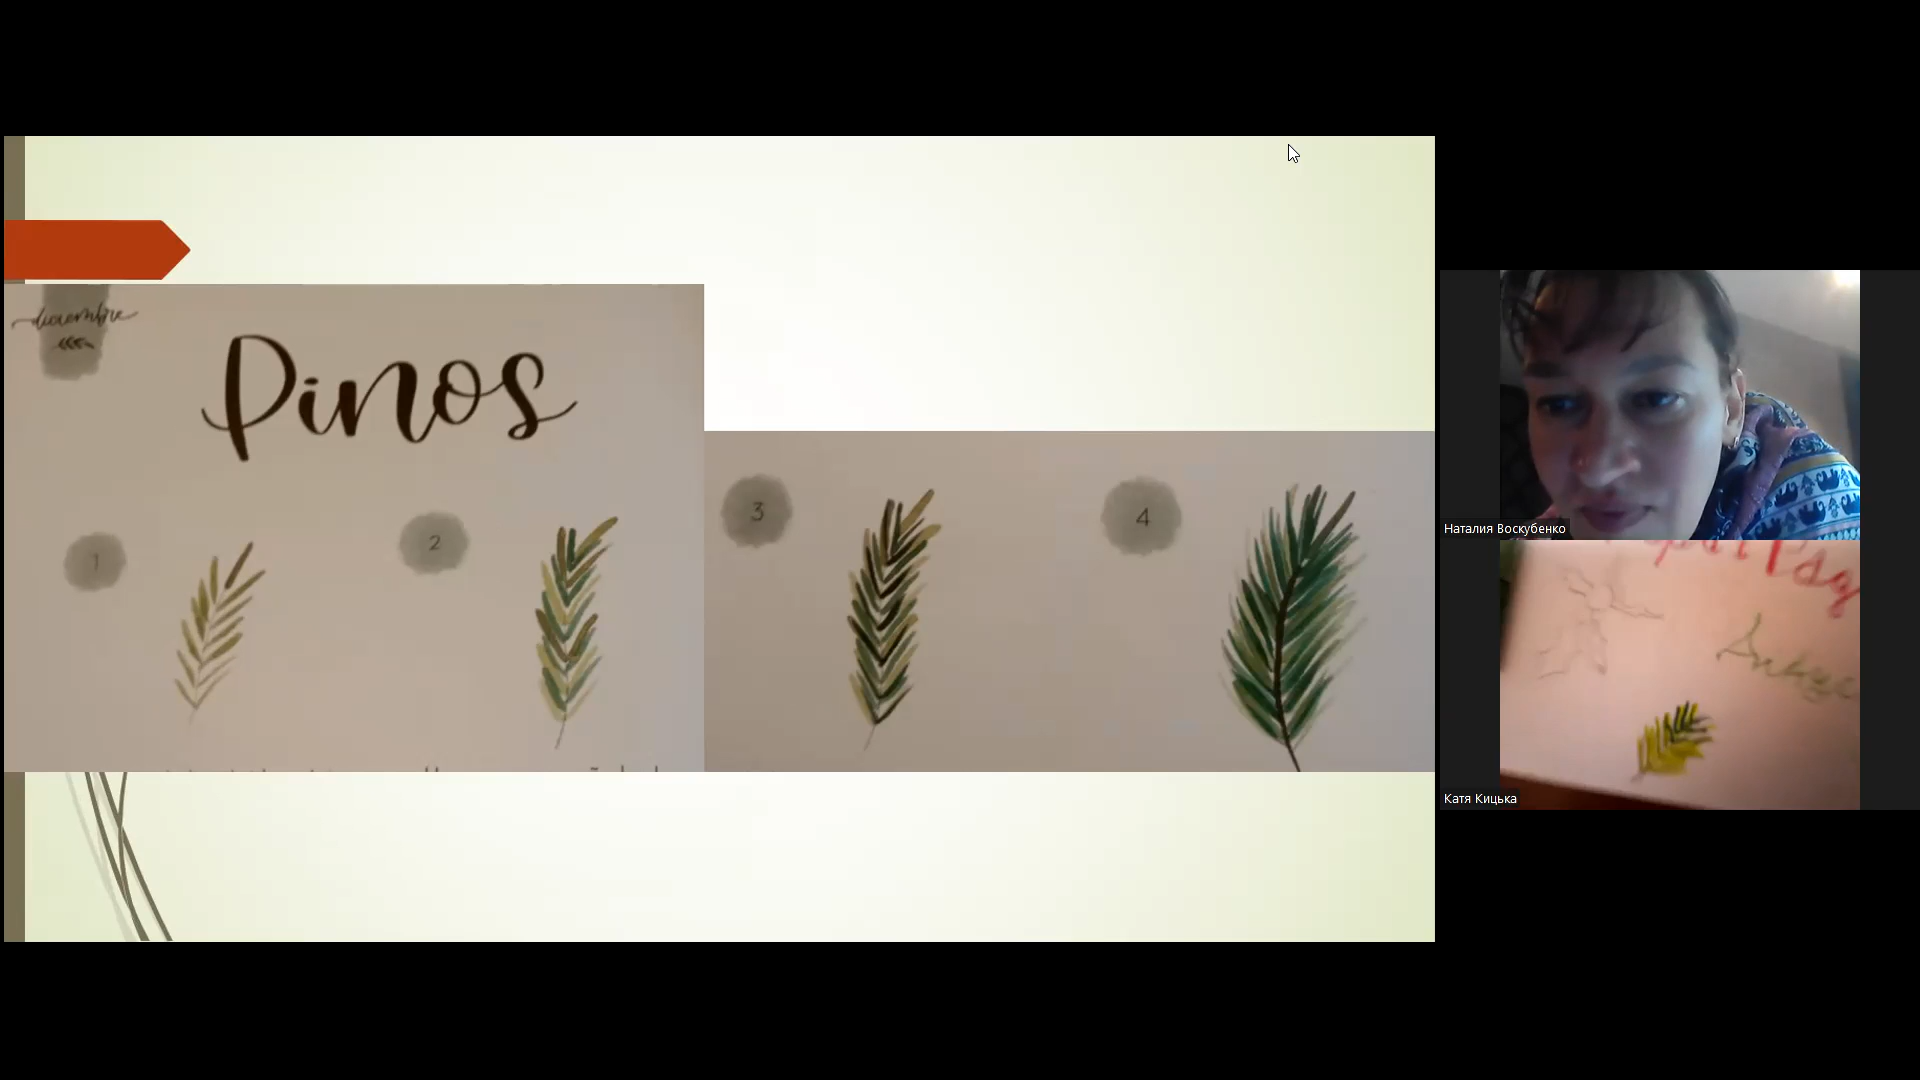 diciembre
Pinos
1
2
3
4
Наталия Воскубенко
Катя Кицька